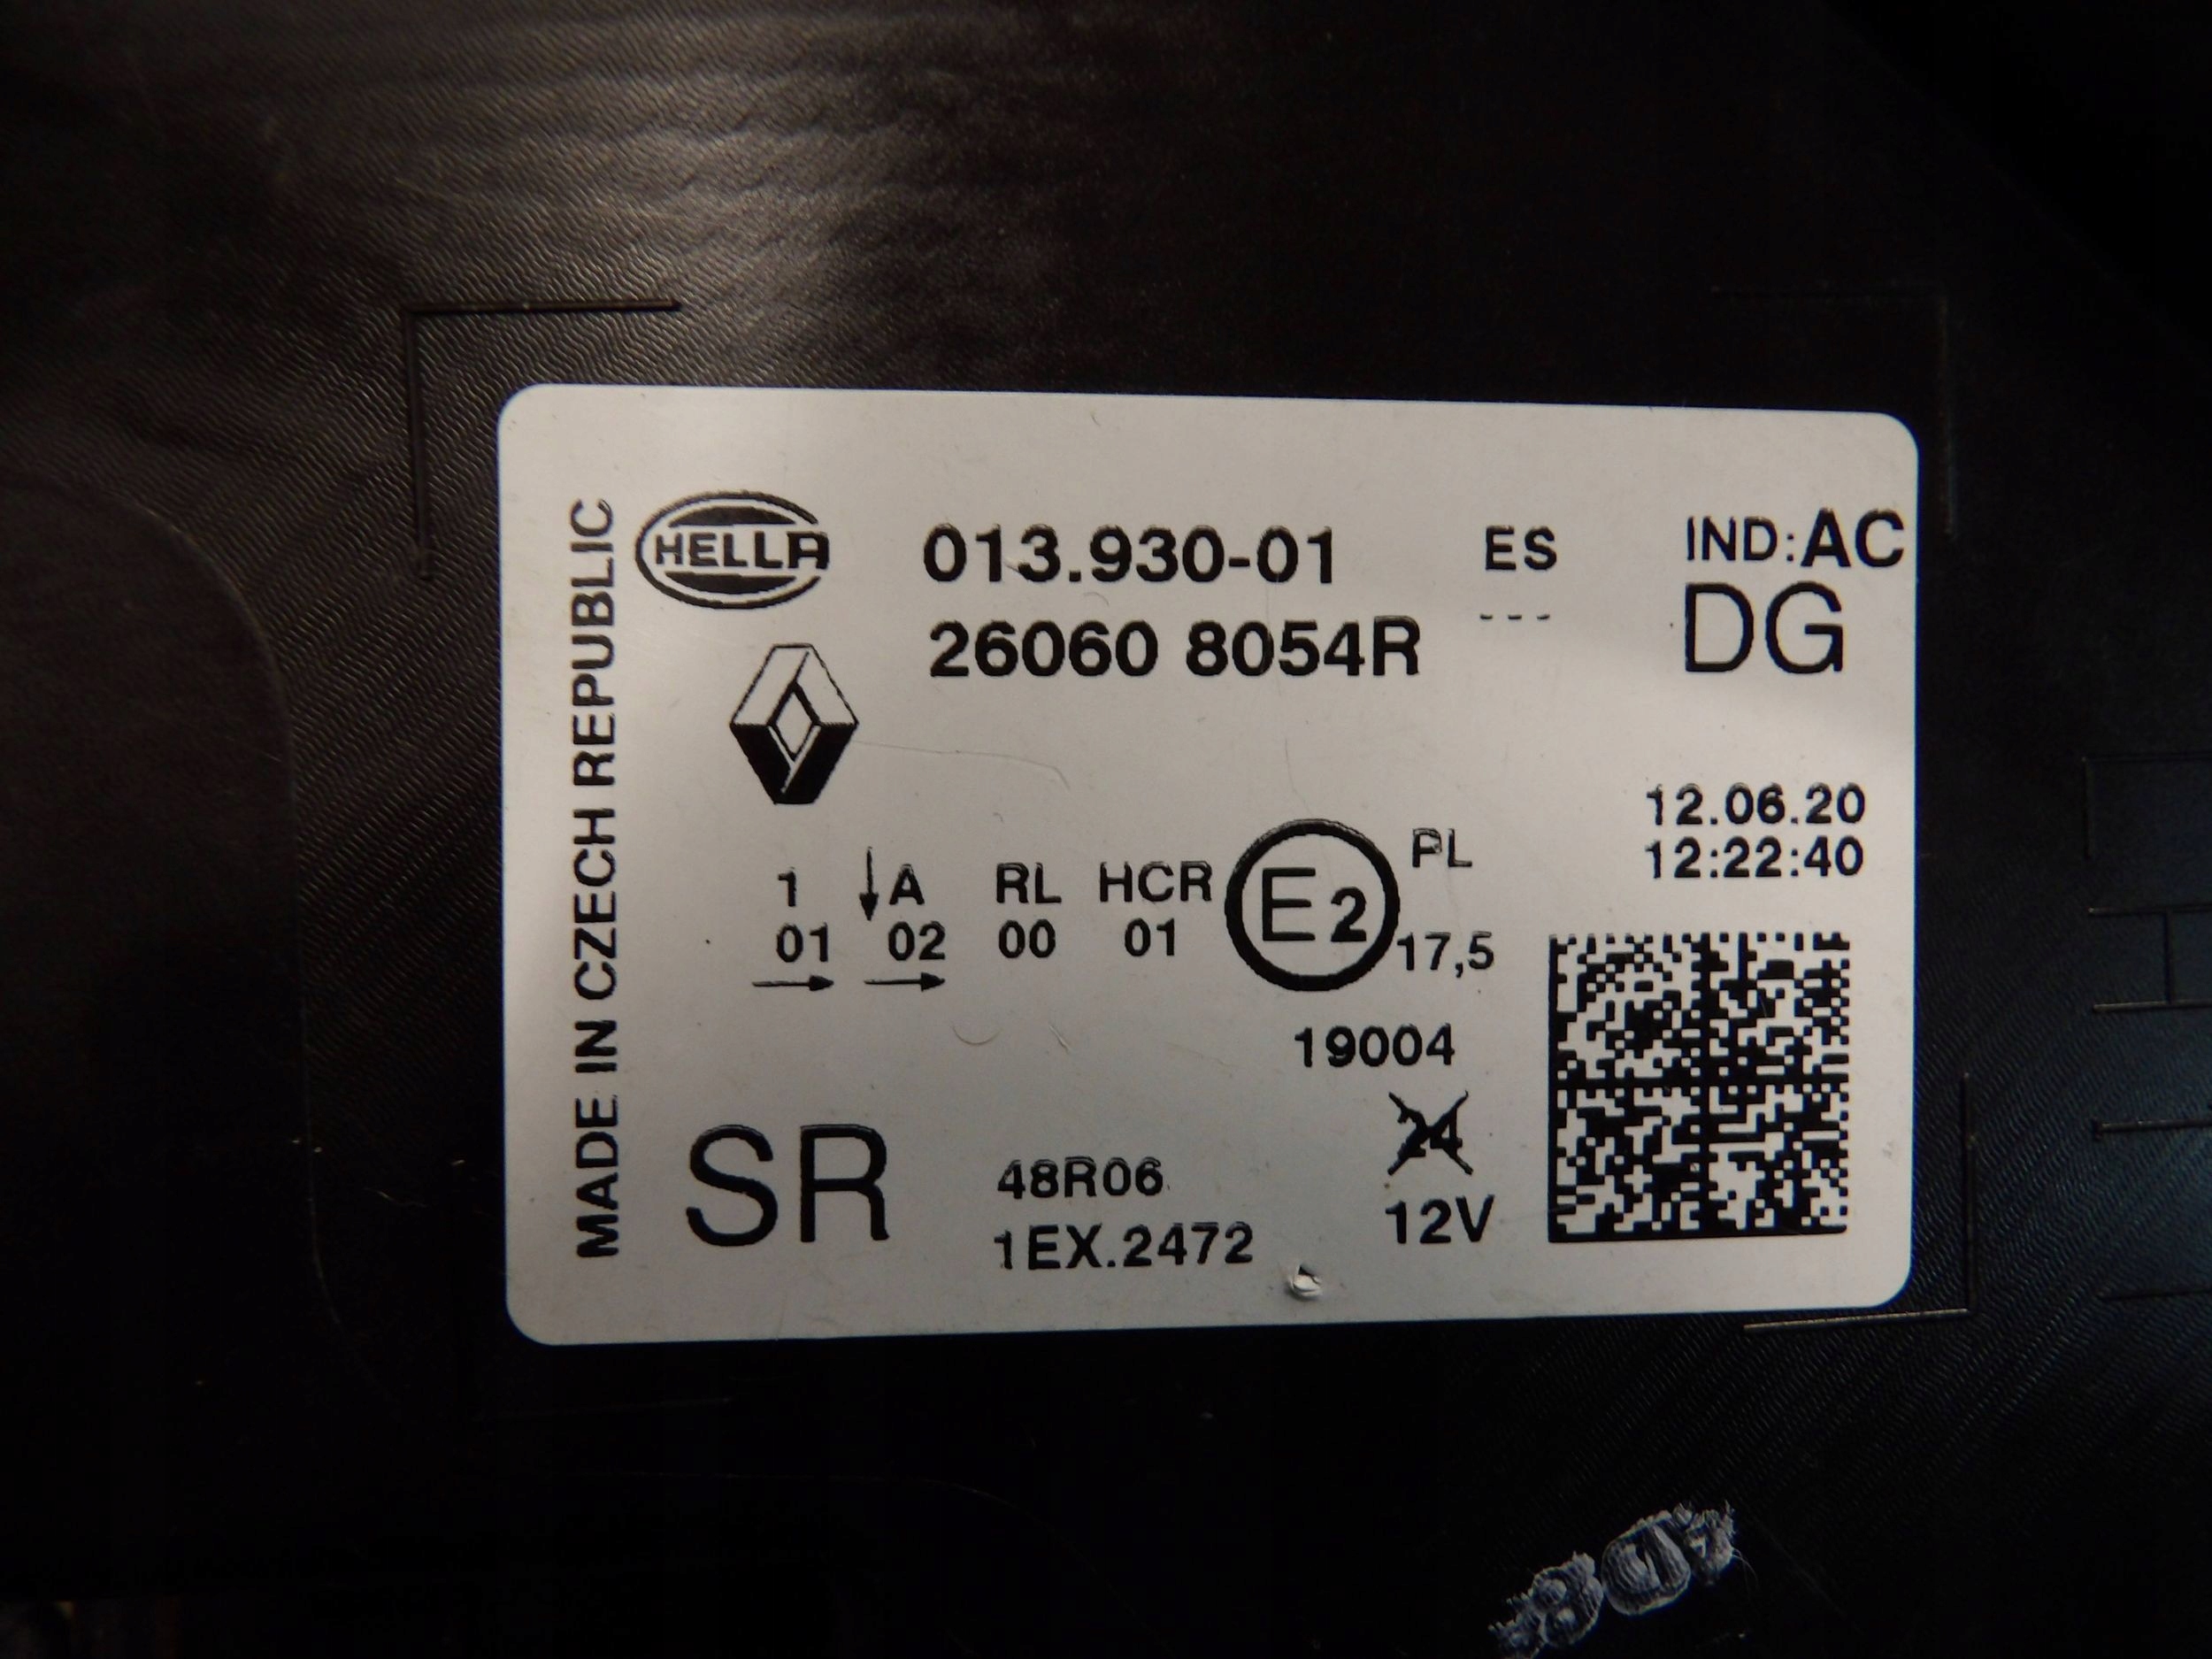 MADE IN CZECH REPUBLIC
HELLA 013.930-01 ES IND:AC
26060 8054R --- DG
12.06.20
12:22:40
1 ↓A RL HCR E2 PL
01 02 00 01 17,5
→ →
19004
24
SR 48R06 12V
1EX.2472